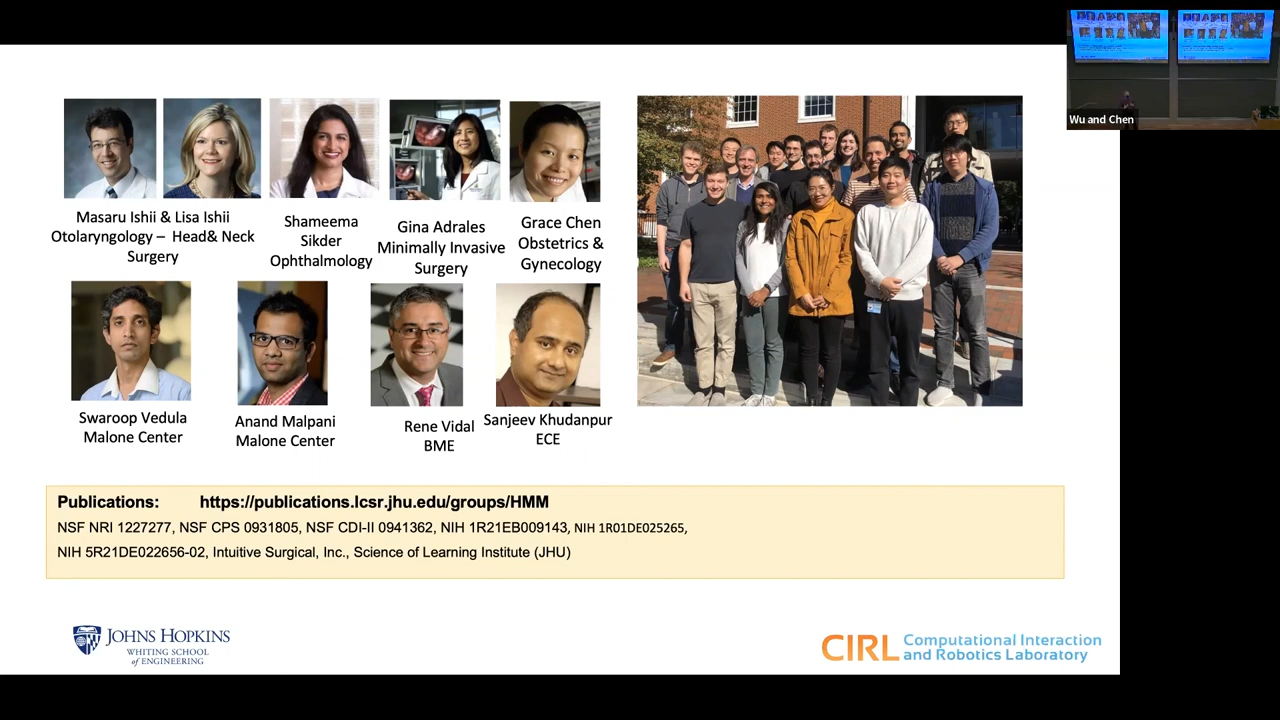 Wu and Chen
Masaru Ishii & Lisa Ishii
Otolaryngology – Head& Neck
Surgery
Shameema
Sikder
Ophthalmology
Gina Adrales
Minimally Invasive
Surgery
Grace Chen
Obstetrics &
Gynecology
Swaroop Vedula
Malone Center
Anand Malpani
Malone Center
Rene Vidal
BME
Sanjeev Khudanpur
ECE
Publications: https://publications.lcsr.jhu.edu/groups/HMM
NSF NRI 1227277, NSF CPS 0931805, NSF CDI-II 0941362, NIH 1R21EB009143, NIH 1R01DE025265,
NIH 5R21DE022656-02, Intuitive Surgical, Inc., Science of Learning Institute (JHU)
JOHNS HOPKINS
WHITING SCHOOL
of ENGINEERING
CIRL Computational Interaction
and Robotics Laboratory